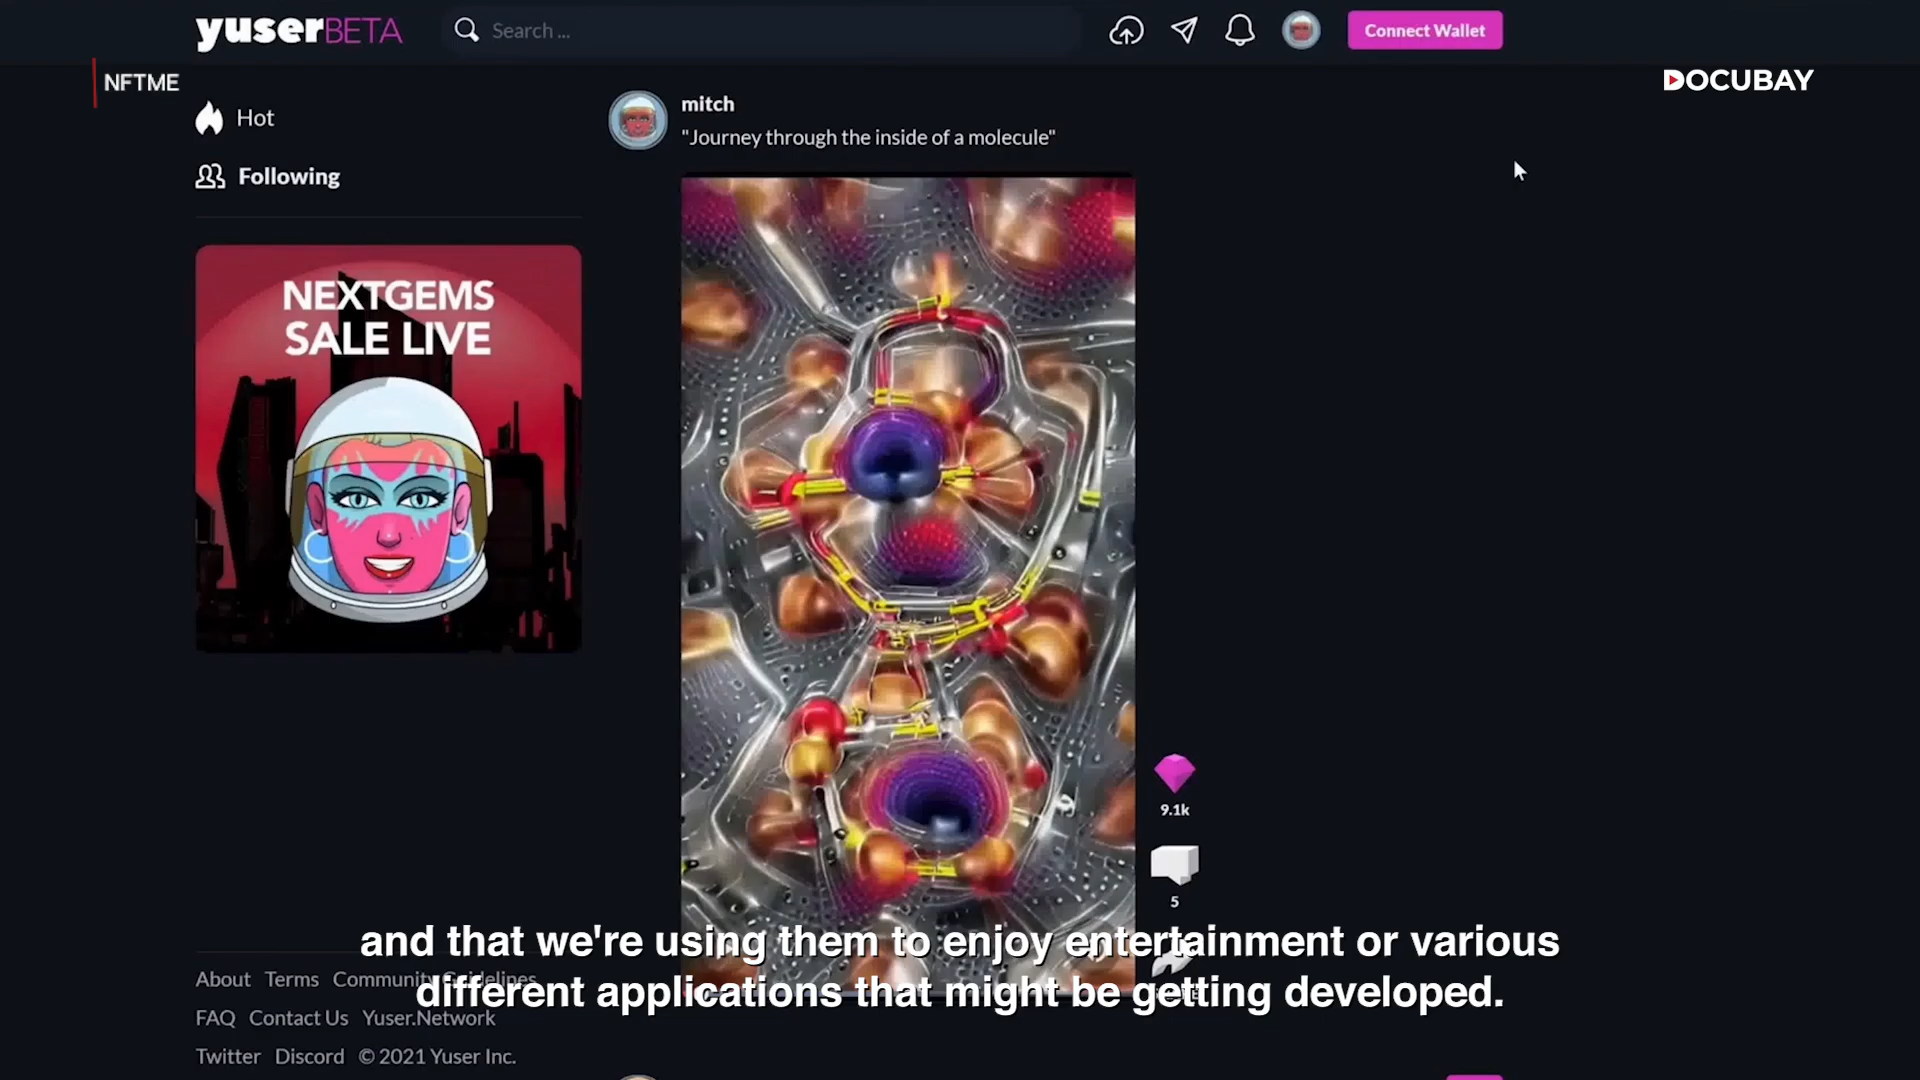 yuserBETA
Search ...
Connect Wallet
NFTME
DOCUBAY
Hot
Following
mitch
"Journey through the inside of a molecule"
NEXTGEMS
SALE LIVE
9.1k
5
and that we're using them to enjoy entertainment or various
different applications that might be getting developed.
About Terms Community Guidelines
FAQ Contact Us Yuser.Network
Twitter Discord © 2021 Yuser Inc.